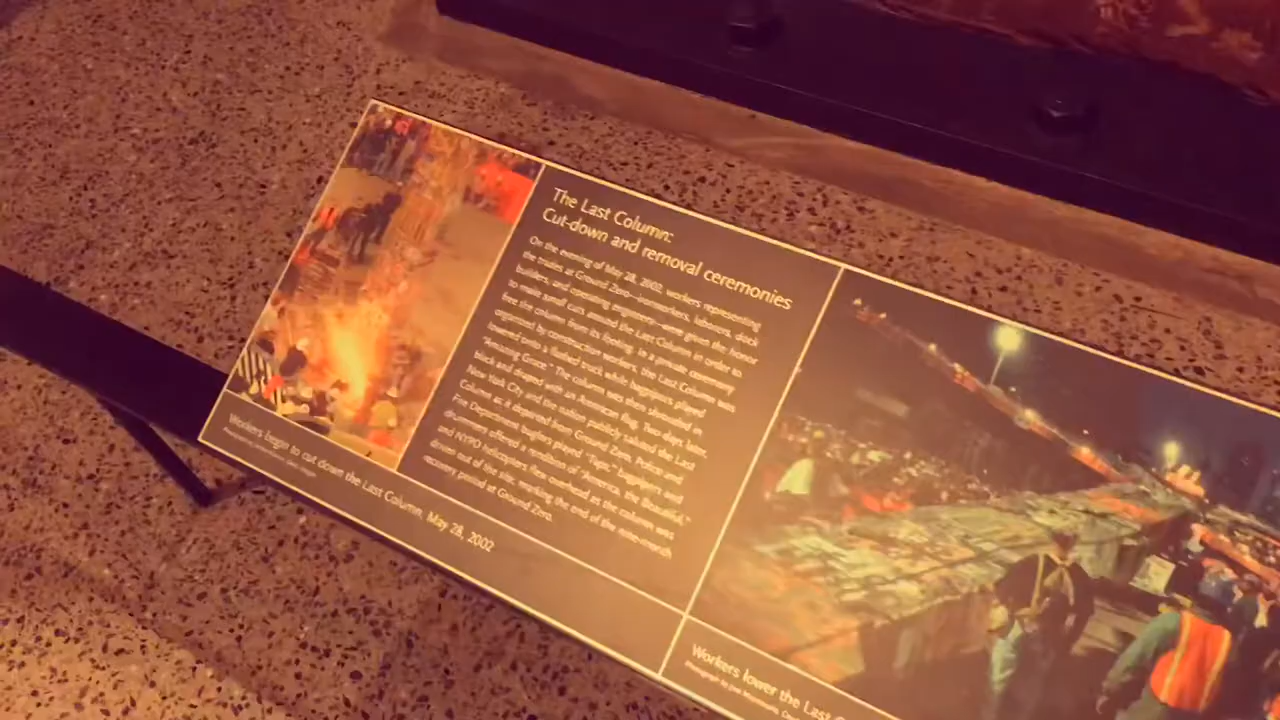 The Last Column:
Cut-down and removal ceremonies
On the evening of May 28, 2002, workers representing
the trades at Ground Zero—ironworkers, laborers, dock
builders, and operating engineers—were given the honor
to make small cuts around the Last Column in order to
free the column from its footing. In a private ceremony
organized by construction workers, the Last Column was
lowered onto a flatbed truck while bagpipers played
"Amazing Grace." The column was then shrouded in
black and draped with an American flag. Two days later,
New York City and the nation publicly saluted the Last
Column as it departed from Ground Zero. Police and
Fire Department buglers played "Taps," bagpipers and
drummers offered a rendition of "America, the Beautiful,"
and NYPD helicopters flew overhead as the column was
driven out of the site, marking the end of the nine-month
recovery period at Ground Zero.
Workers begin to cut down the Last Column, May 28, 2002
Workers lower the Last
Photograph by